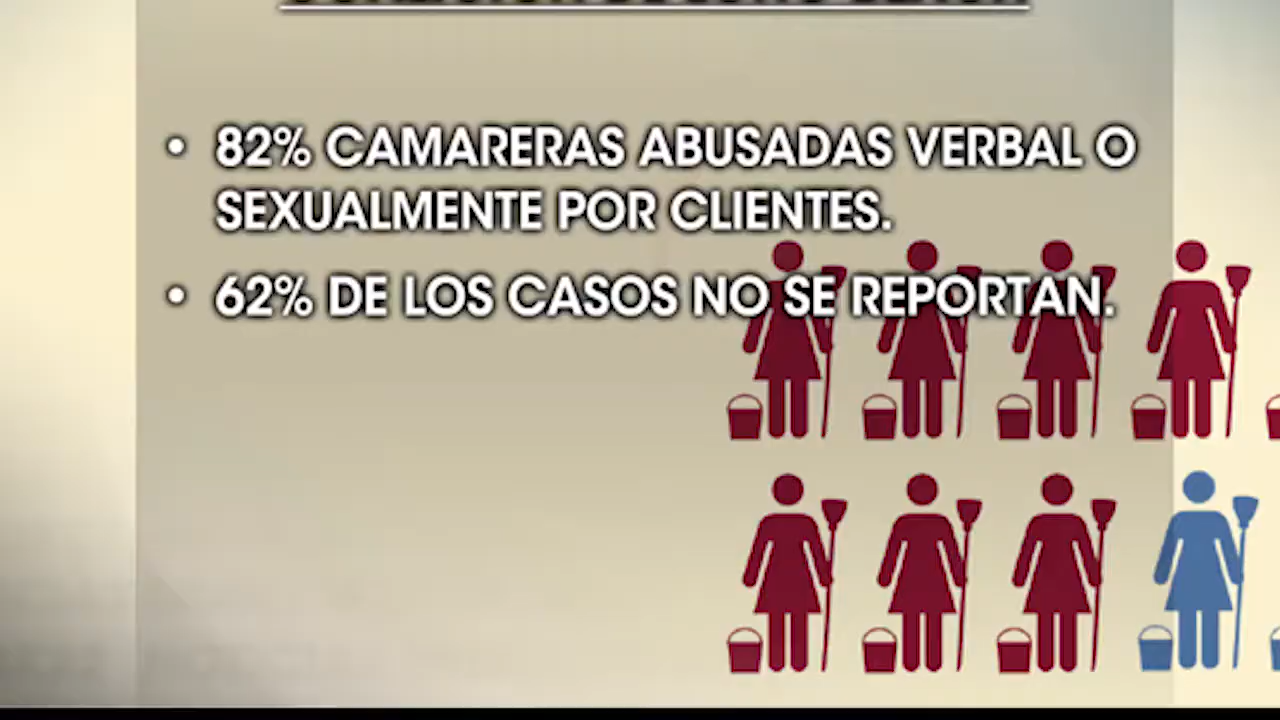 • 82% CAMARERAS ABUSADAS VERBAL O
SEXUALMENTE POR CLIENTES.
• 62% DE LOS CASOS NO SE REPORTAN.